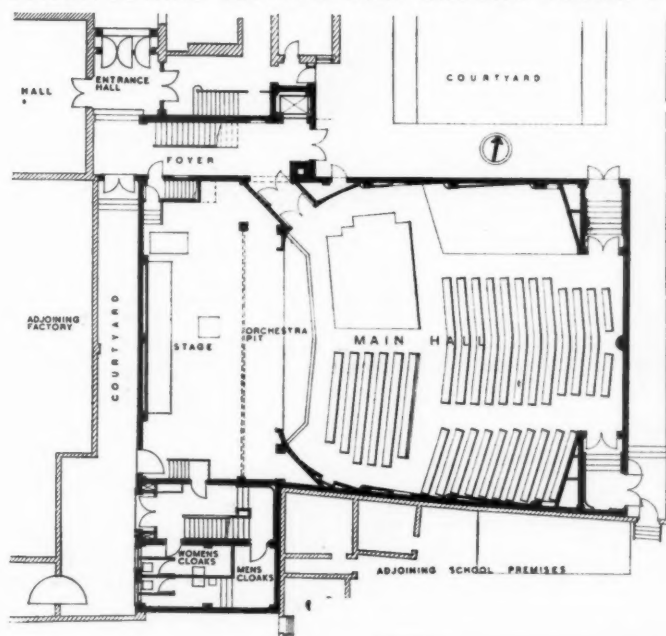 ENTRANCE
HALL
HALL
COURTYARD
FOYER
COURTYARD
ADJOINING
FACTORY
STAGE
ORCHESTRA
PIT
MAIN HALL
WOMENS
CLOAKS
MENS
CLOAKS
ADJOINING SCHOOL PREMISES